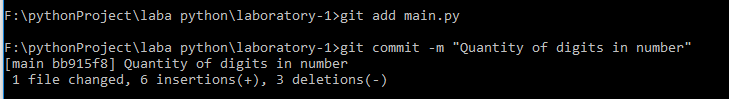 F:\pythonProject\laba python\laboratory-1>git add main.py
F:\pythonProject\laba python\laboratory-1>git commit -m "Quantity of digits in number"
[main bb915f8] Quantity of digits in number
1 file changed, 6 insertions(+), 3 deletions(-)